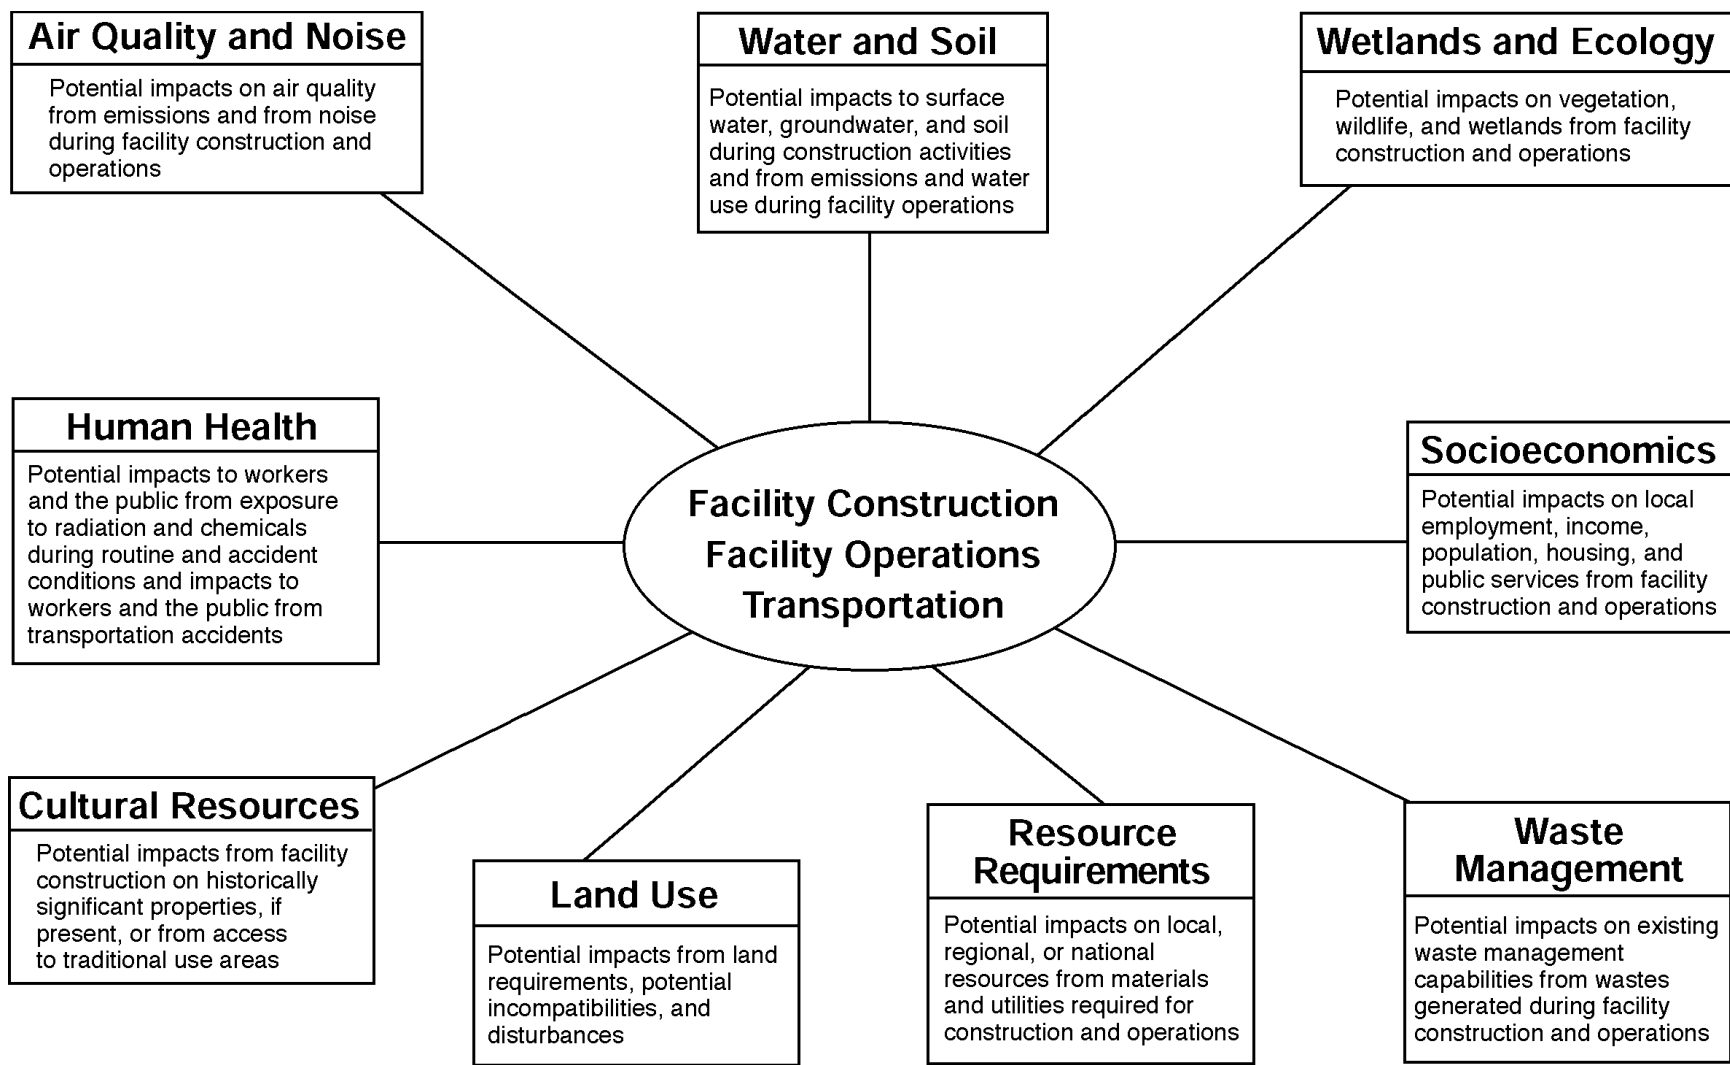 Air Quality and Noise
Potential impacts on air quality
from emissions and from noise
during facility construction and
operations
Water and Soil
Potential impacts to surface
water, groundwater, and soil
during construction activities
and from emissions and water
use during facility operations
Wetlands and Ecology
Potential impacts on vegetation,
wildlife, and wetlands from facility
construction and operations
Human Health
Potential impacts to workers
and the public from exposure
to radiation and chemicals
during routine and accident
conditions and impacts to
workers and the public from
transportation accidents
Facility Construction
Facility Operations
Transportation
Socioeconomics
Potential impacts on local
employment, income,
population, housing, and
public services from facility
construction and operations
Cultural Resources
Potential impacts from facility
construction on historically
significant properties, if
present, or from access
to traditional use areas
Land Use
Potential impacts from land
requirements, potential
incompatibilities, and
disturbances
Resource
Requirements
Potential impacts on local,
regional, or national
resources from materials
and utilities required for
construction and operations
Waste
Management
Potential impacts on existing
waste management
capabilities from wastes
generated during facility
construction and operations